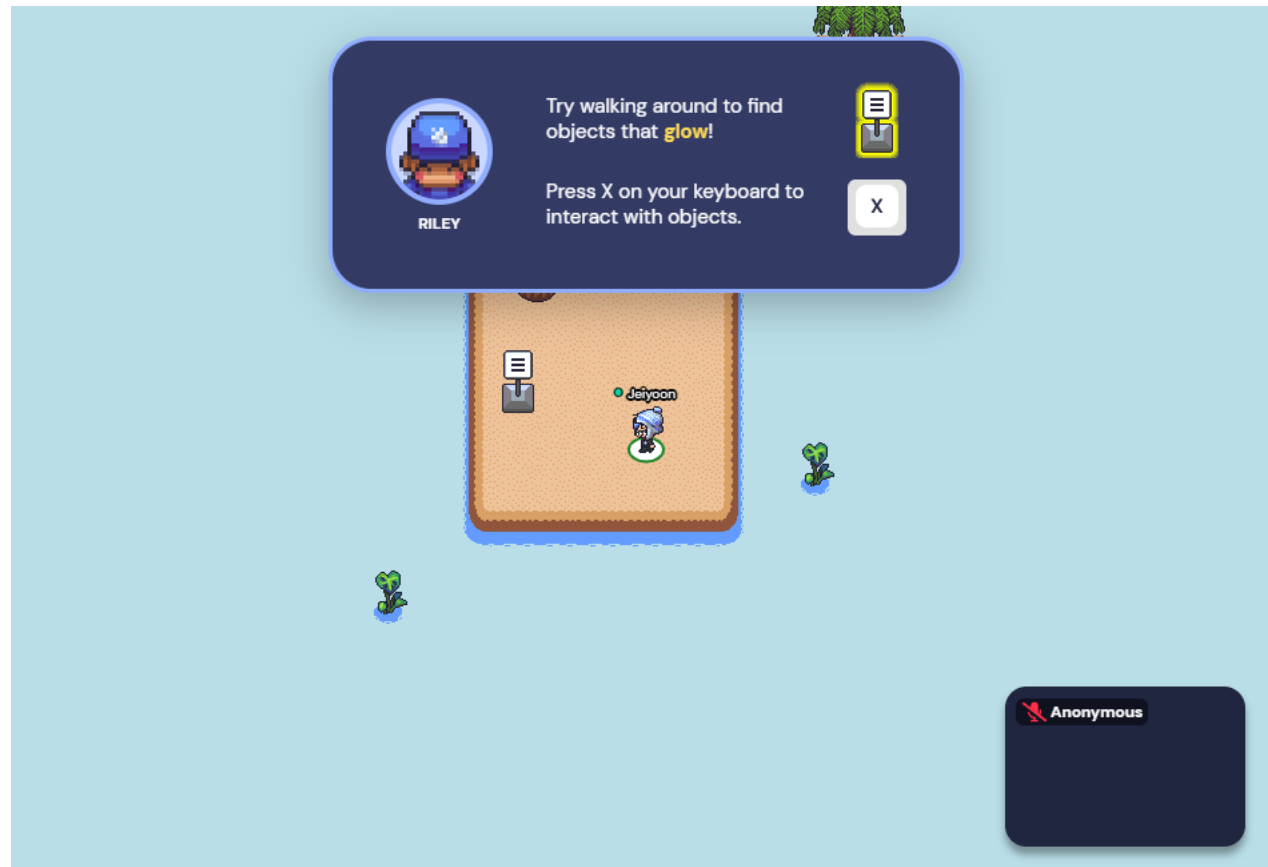 Try walking around to find
objects that glow!
Press X on your keyboard to
interact with objects.
X
RILEY
Jeiyoon
Anonymous